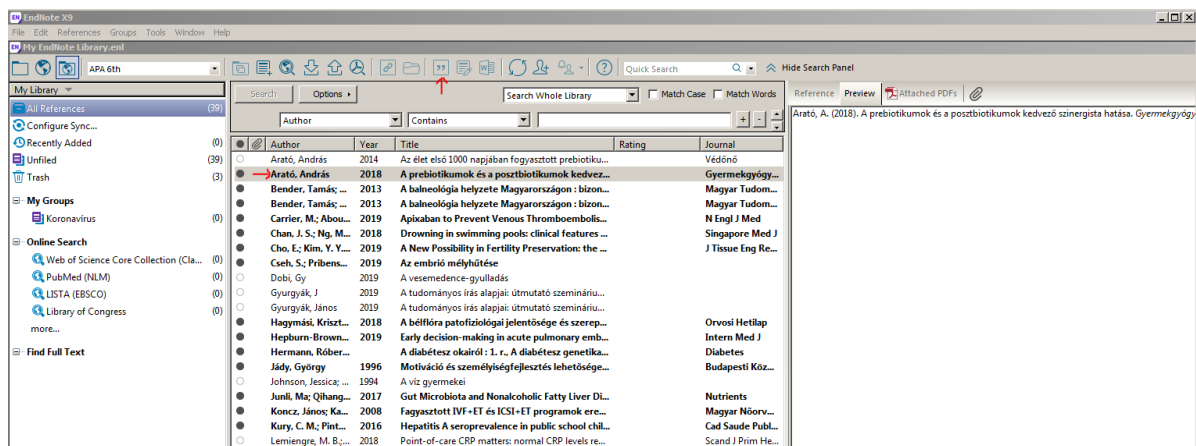 EndNote X9
File Edit References Groups Tools Window Help
My EndNote Library.enl
APA 6th
Quick Search
Hide Search Panel
My Library
All References (39)
Configure Sync...
Recently Added (0)
Unfiled (39)
Trash (3)
My Groups
Koronavírus (0)
Online Search
Web of Science Core Collection (Cla... (0)
PubMed (NLM) (0)
LISTA (EBSCO) (0)
Library of Congress (0)
more...
Find Full Text
Search Options Search Whole Library Match Case Match Words
Author Contains + -
Author Year Title Rating Journal
Arató, András 2014 Az élet első 1000 napjában fogyasztott prebiotiku... Védőnő
Arató, András 2018 A prebiotikumok és a posztbiotikumok kedvez... Gyermekgyógy...
Bender, Tamás; ... 2013 A balneológia helyzete Magyarországon : bizon... Magyar Tudom...
Bender, Tamás; ... 2013 A balneológia helyzete Magyarországon : bizon... Magyar Tudom...
Carrier, M.; Abou... 2019 Apixaban to Prevent Venous Thromboembolis... N Engl J Med
Chan, J. S.; Ng, M... 2018 Drowning in swimming pools: clinical features ... Singapore Med J
Cho, E.; Kim, Y. Y.... 2019 A New Possibility in Fertility Preservation: the ... J Tissue Eng Re...
Cseh, S.; Pribens... 2019 Az embrió mélyhűtése
Dobi, Gy 2019 A vesemedence-gyulladás
Gyurgyák, J 2019 A tudományos írás alapjai: útmutató szemináriu...
Gyurgyák, János 2019 A tudományos írás alapjai: útmutató szemináriu...
Hagymási, Kriszt... 2018 A bélflóra patofiziológai jelentősége és szerep... Orvosi Hetilap
Hepburn-Brown... 2019 Early decision-making in acute pulmonary emb... Intern Med J
Hermann, Róber... A diabétesz okairól : 1. r., A diabétesz genetika... Diabetes
Jády, György 1996 Motiváció és személyiségfejlesztés lehetősége... Budapesti Köz...
Johnson, Jessica; ... 1994 A víz gyermekei
Junli, Ma; Qihang... 2017 Gut Microbiota and Nonalcoholic Fatty Liver Di... Nutrients
Koncz, János; Ka... 2008 Fagyasztott IVF+ET és ICSI+ET programok ere... Magyar Nőorv...
Kury, C. M.; Pint... 2016 Hepatitis A seroprevalence in public school chil... Cad Saude Publ...
Lemiengre, M. B.;... 2018 Point-of-care CRP matters: normal CRP levels re... Scand J Prim He...
Reference Preview Attached PDFs
Arató, A. (2018). A prebiotikumok és a posztbiotikumok kedvező szinergista hatása. Gyermekgyógy